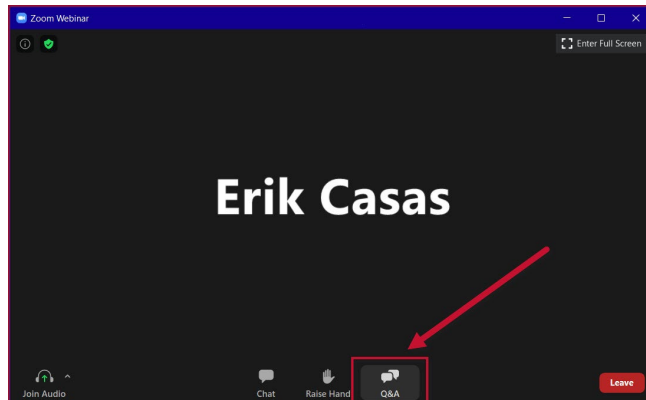 Zoom Webinar
Enter Full Screen
Erik Casas
Join Audio
Chat
Raise Hand
Q&A
Leave